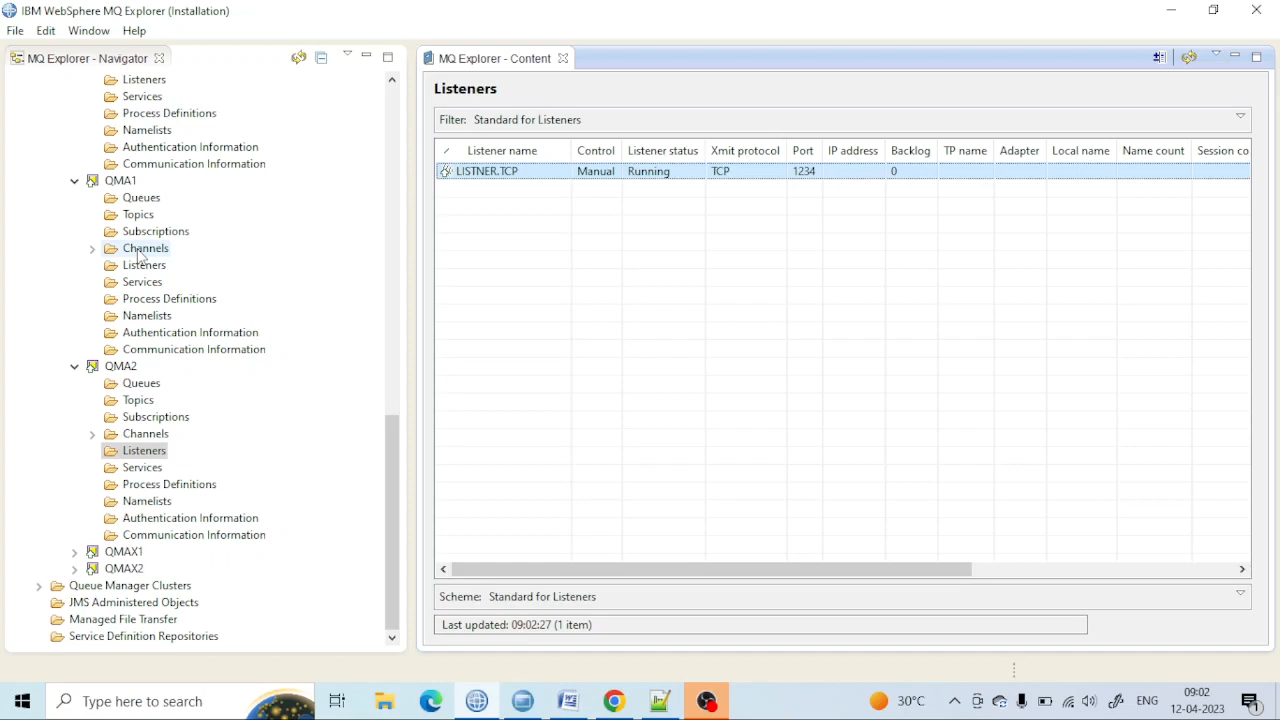 IBM WebSphere MQ Explorer (Installation)
File Edit Window Help
MQ Explorer - Navigator
Listeners
Services
Process Definitions
Namelists
Authentication Information
Communication Information
QMA1
Queues
Topics
Subscriptions
Channels
Listeners
Services
Process Definitions
Namelists
Authentication Information
Communication Information
QMA2
Queues
Topics
Subscriptions
Channels
Listeners
Services
Process Definitions
Namelists
Authentication Information
Communication Information
QMAX1
QMAX2
Queue Manager Clusters
JMS Administered Objects
Managed File Transfer
Service Definition Repositories
MQ Explorer - Content
Listeners
Filter: Standard for Listeners
Listener name Control Listener status Xmit protocol Port IP address Backlog TP name Adapter Local name Name count Session co
LISTNER.TCP Manual Running TCP 1234 0
Scheme: Standard for Listeners
Last updated: 09:02:27 (1 item)
Type here to search
30°C
ENG
09:02
12-04-2023
1